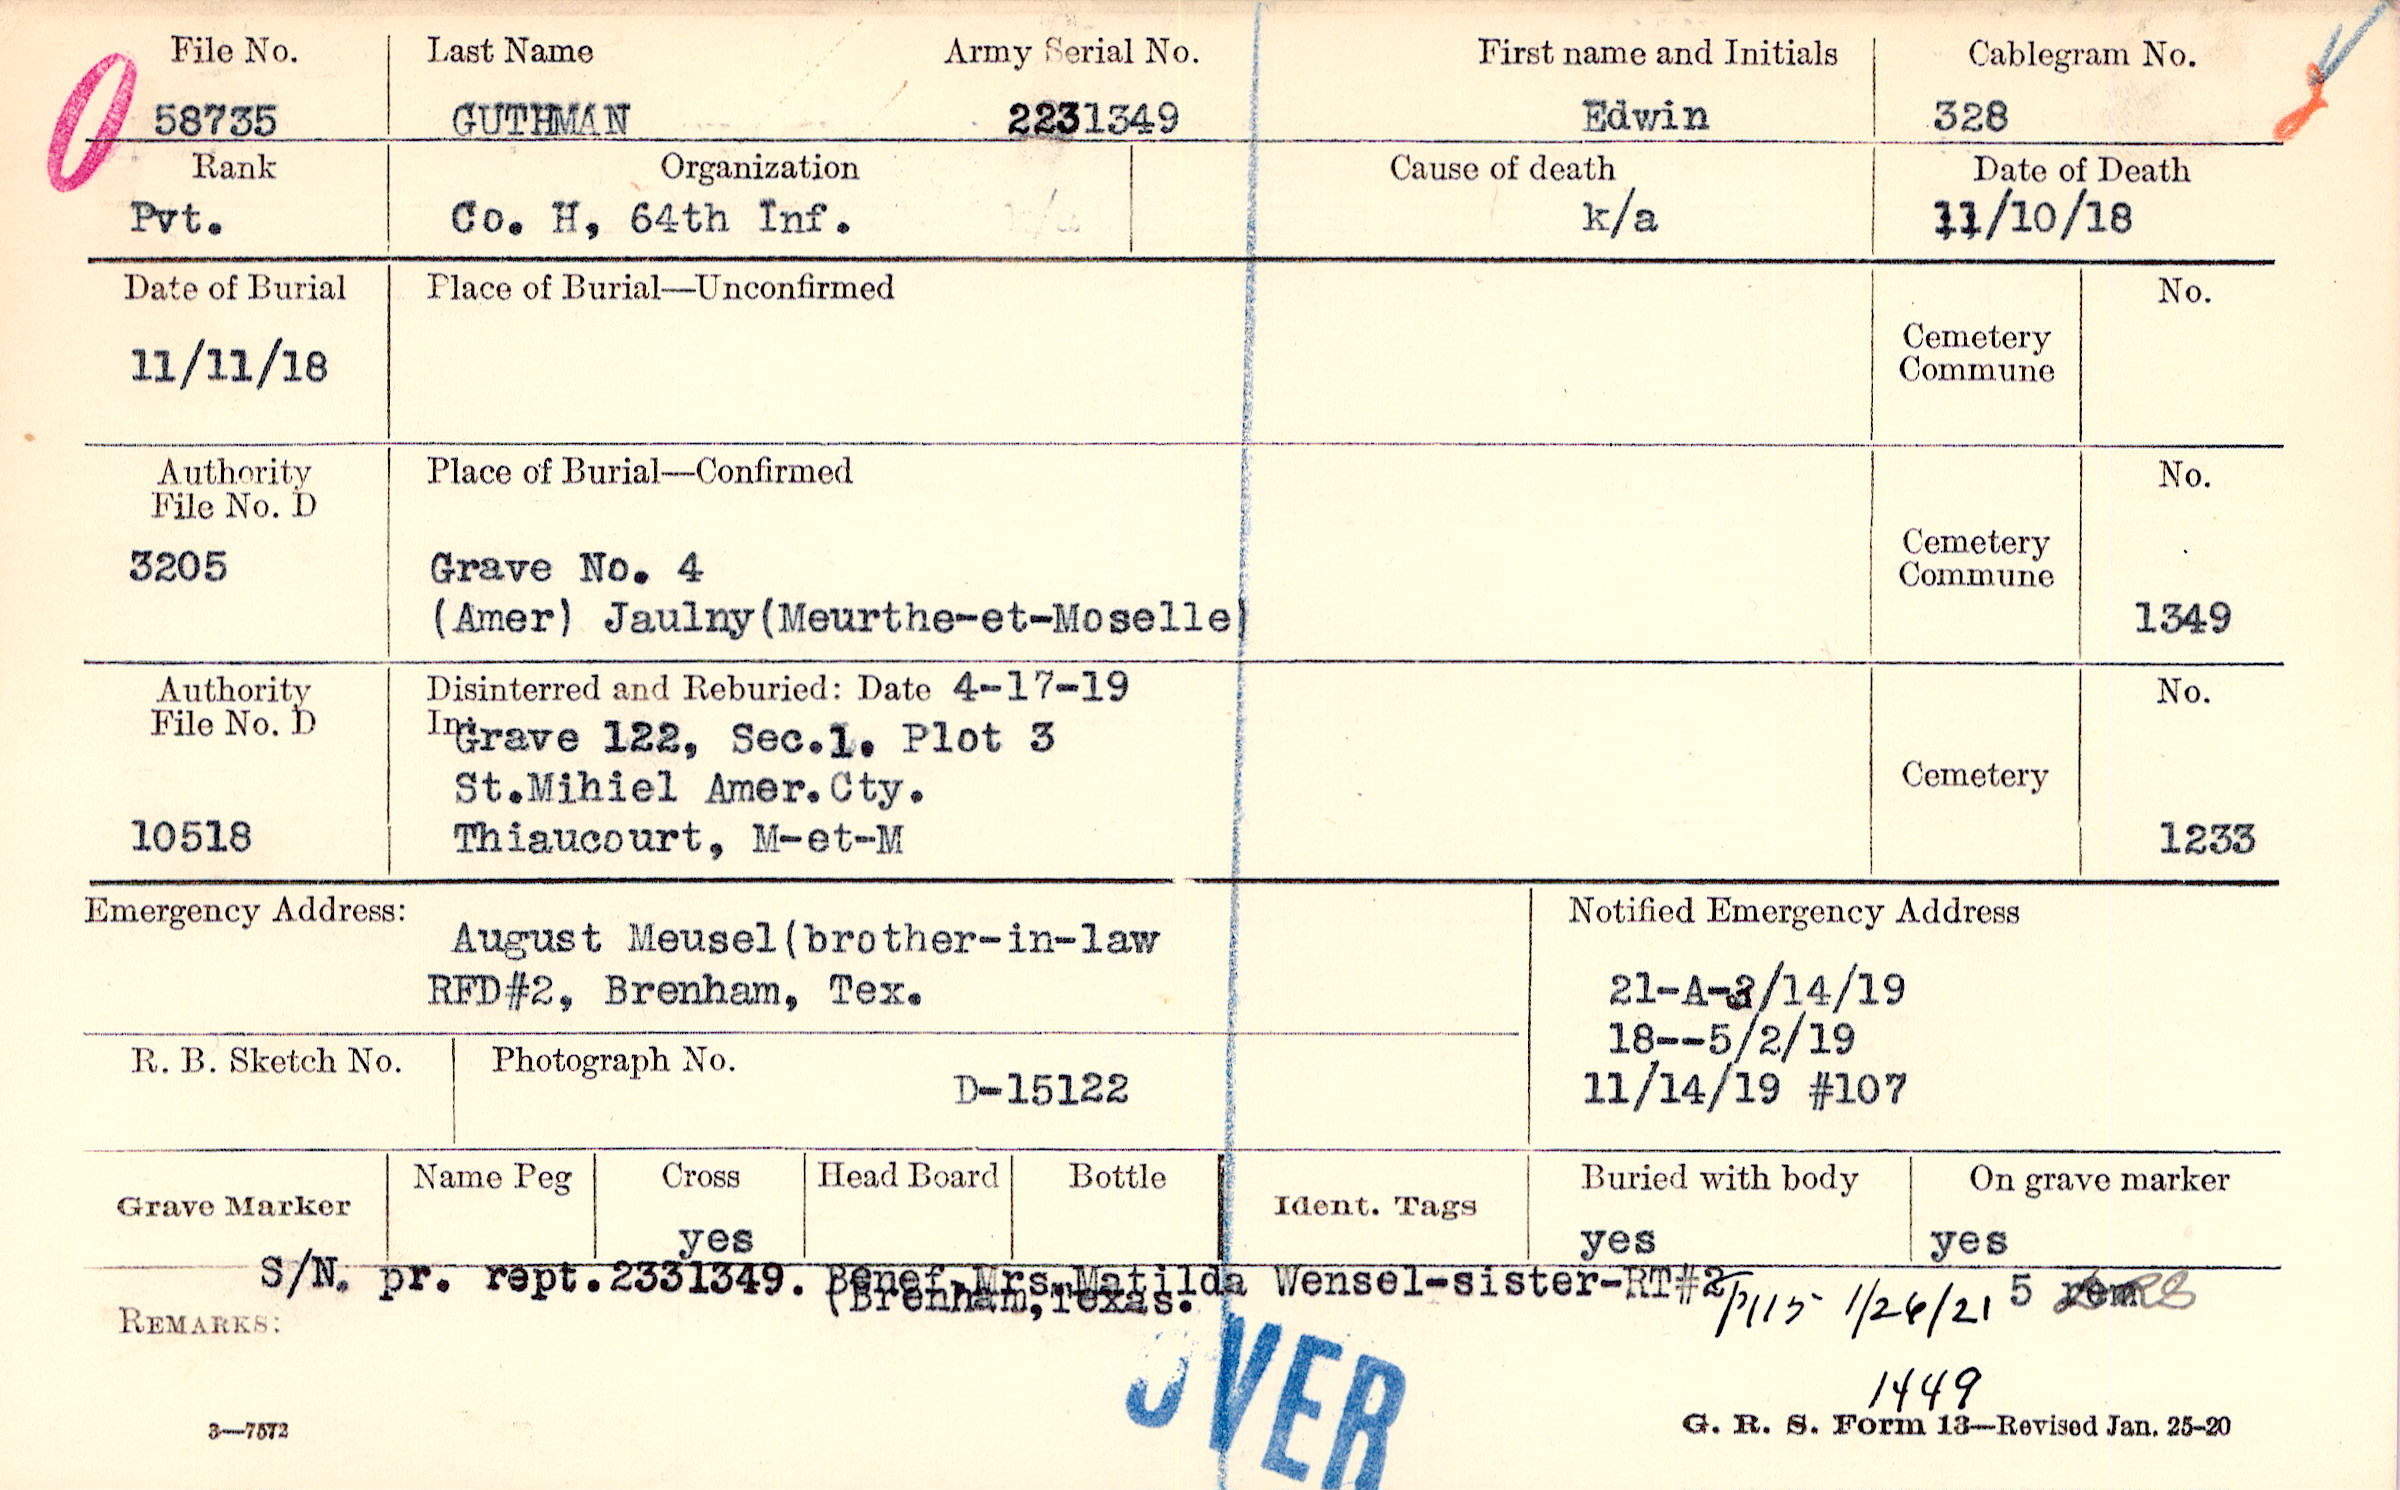 File No. Last Name Army Serial No. First name and Initials Cablegram No.
58735 GUTHMAN 2231349 Edwin 328
Rank Organization Cause of death Date of Death
Pvt. Co. H, 64th Inf. k/a 11/10/18
Date of Burial Place of Burial—Unconfirmed No.
Cemetery
Commune
11/11/18
Authority Place of Burial—Confirmed No.
File No. D
Cemetery
Commune
3205 Grave No. 4
(Amer) Jaulny(Meurthe-et-Moselle) 1349
Authority Disinterred and Reburied: Date 4-17-19 No.
File No. D In: Grave 122, Sec.1. Plot 3
St.Mihiel Amer.Cty. Cemetery
10518 Thiaucourt, M-et-M 1233
Emergency Address: Notified Emergency Address
August Meusel(brother-in-law
RFD#2, Brenham, Tex. 21-A-3/14/19
18--5/2/19
R. B. Sketch No. Photograph No.
D-15122 11/14/19 #107
Grave Marker Name Peg Cross Head Board Bottle Ident. Tags Buried with body On grave marker
yes yes yes
S/N. pr. rept.2331349. Benef.Mrs.Matilda Wensel-sister-RT#2
(Brenham,Texas. 1/26/21 5
REMARKS:
OVER
1449
3—7572 G. R. S. Form 13—Revised Jan. 25-20